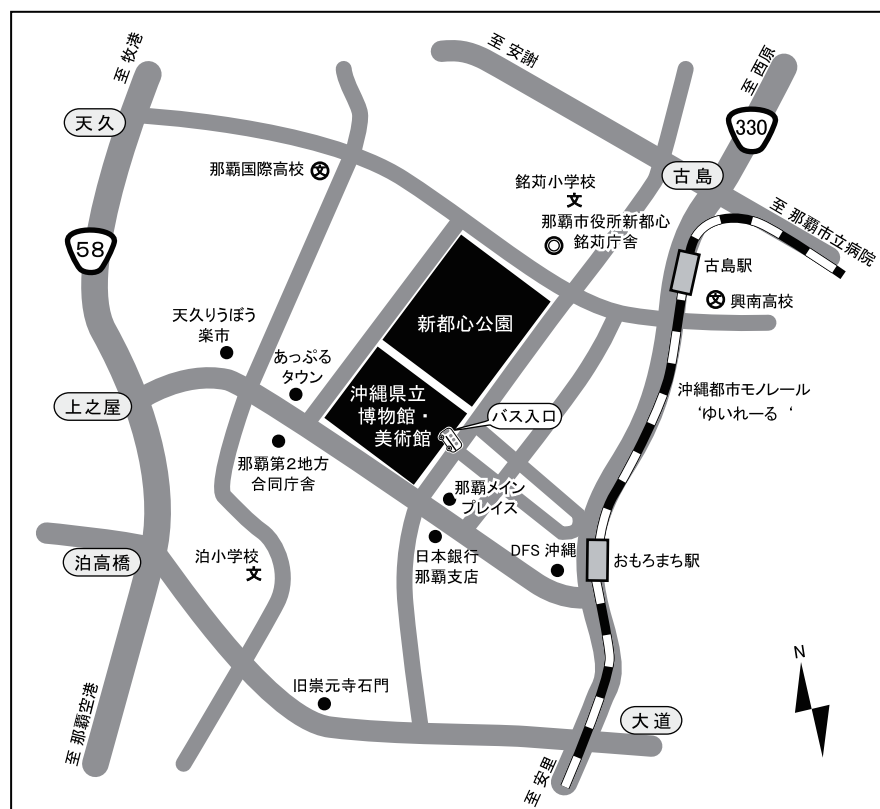 至 牧港
至 安謝
至 西原
天久
330
那覇国際高校
銘苅小学校
古島
那覇市役所新都心
銘苅庁舎
至 那覇市立病院
58
古島駅
興南高校
新都心公園
天久りうぼう
楽市
あっぷる
タウン
沖縄県立
博物館・
美術館
沖縄都市モノレール
‘ゆいれーる‘
上之屋
バス入口
那覇第2地方
合同庁舎
那覇メイン
プレイス
泊高橋
泊小学校
日本銀行
那覇支店
DFS 沖縄
おもろまち駅
旧崇元寺石門
N
大道
至 那覇空港
至 安里